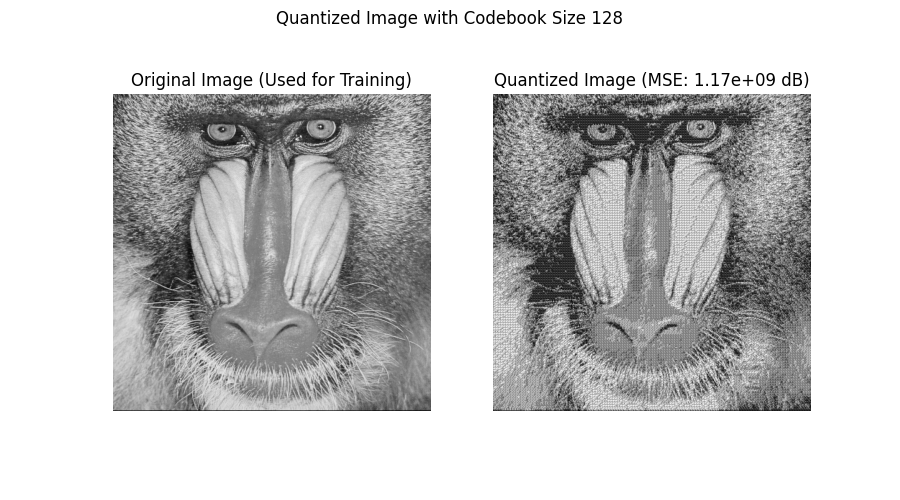 Quantized Image with Codebook Size 128
Original Image (Used for Training)
Quantized Image (MSE: 1.17e+09 dB)